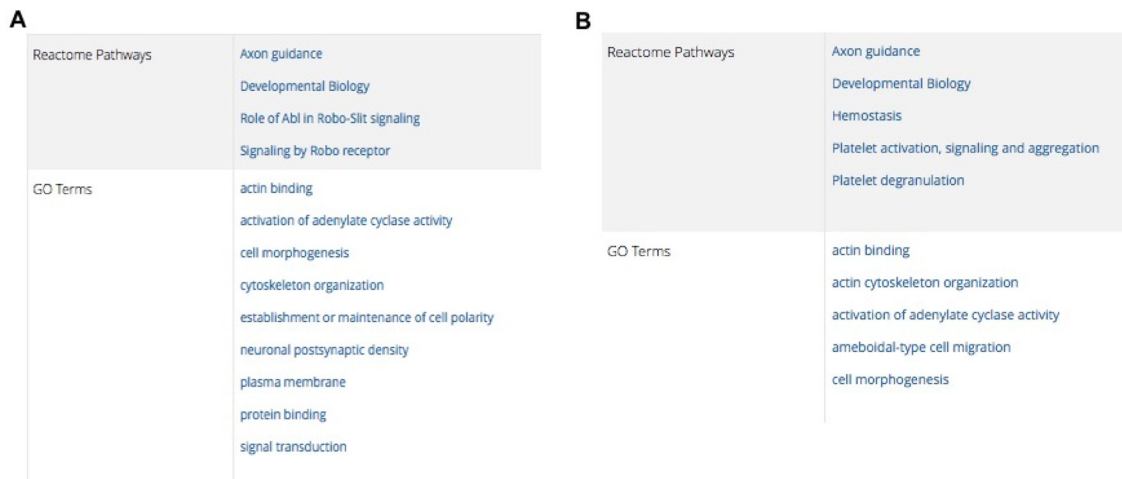 A
Reactome Pathways
Axon guidance
Developmental Biology
Role of Abl in Robo-Slit signaling
Signaling by Robo receptor
GO Terms
actin binding
activation of adenylate cyclase activity
cell morphogenesis
cytoskeleton organization
establishment or maintenance of cell polarity
neuronal postsynaptic density
plasma membrane
protein binding
signal transduction
B
Reactome Pathways
Axon guidance
Developmental Biology
Hemostasis
Platelet activation, signaling and aggregation
Platelet degranulation
GO Terms
actin binding
actin cytoskeleton organization
activation of adenylate cyclase activity
ameboidal-type cell migration
cell morphogenesis